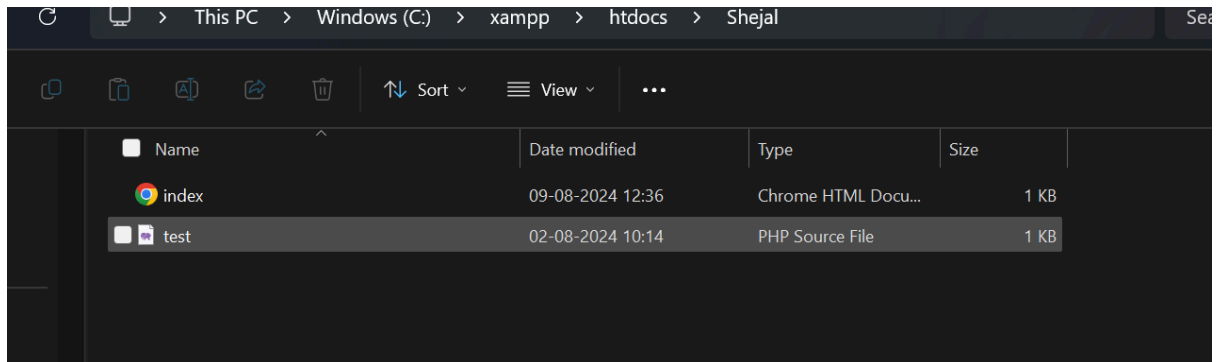 This PC > Windows (C:) > xampp > htdocs > Shejal Sea
Sort View
Name Date modified Type Size
index 09-08-2024 12:36 Chrome HTML Docu... 1 KB
test 02-08-2024 10:14 PHP Source File 1 KB